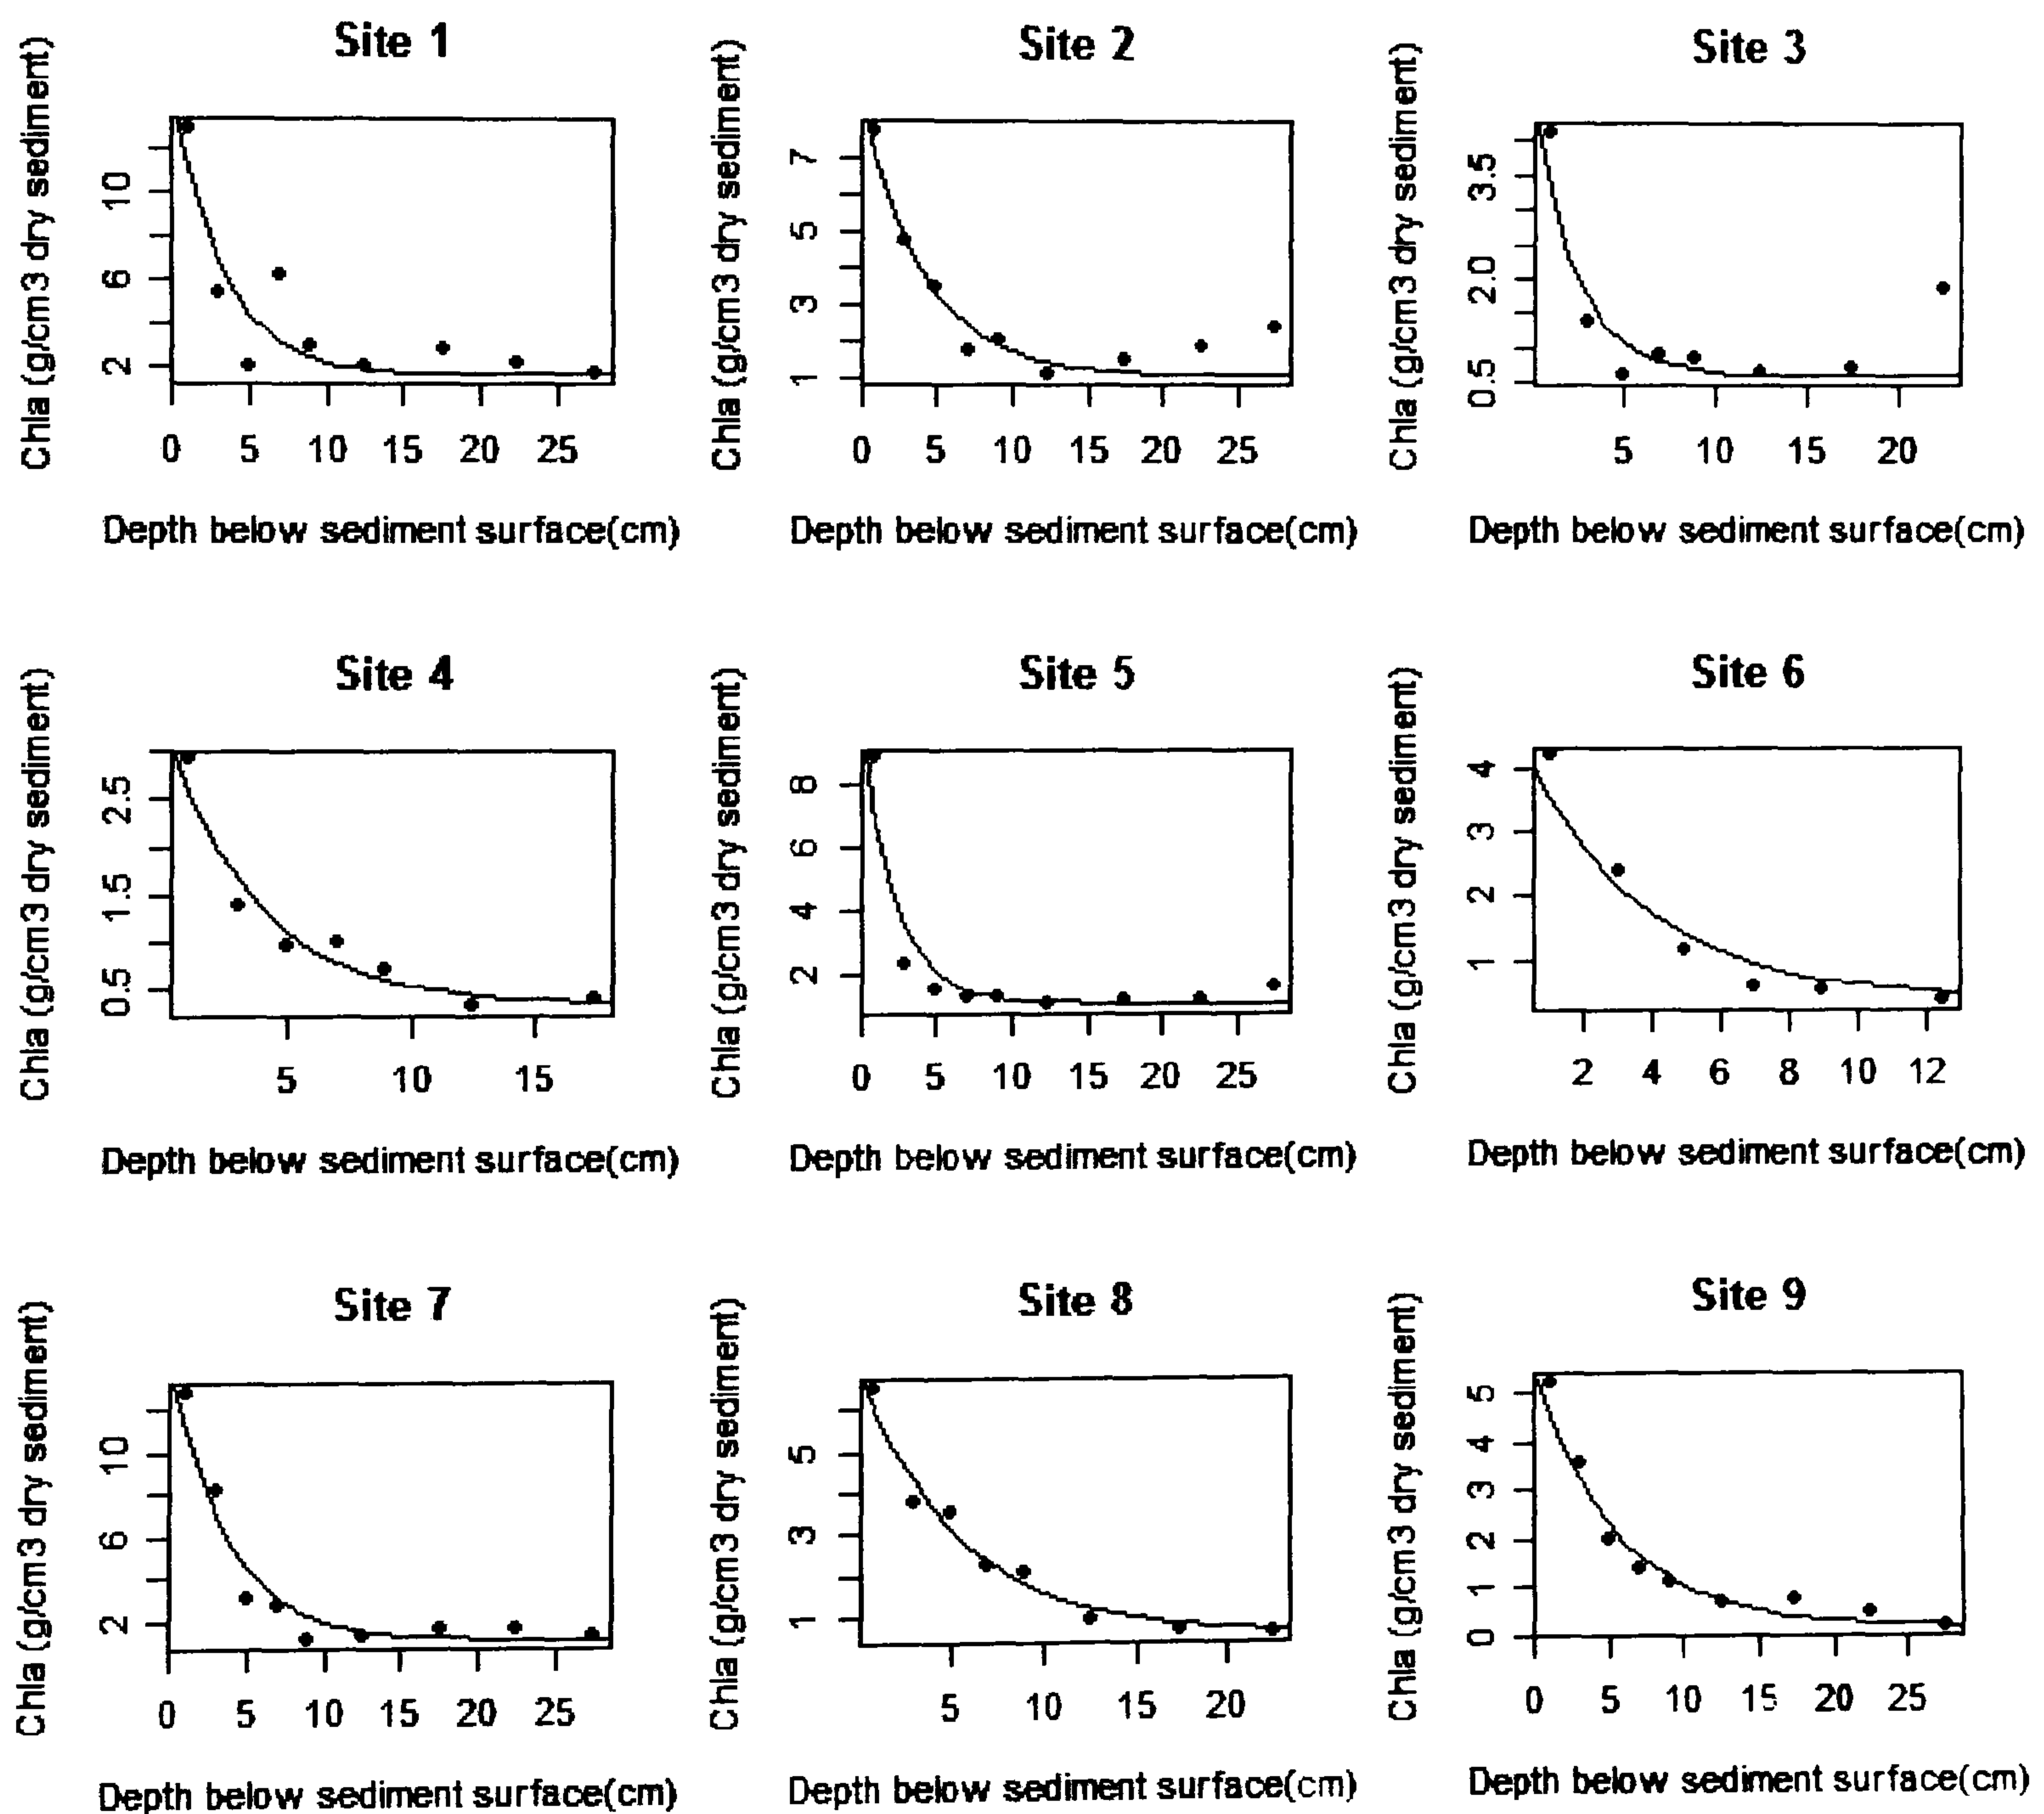 Site 1
Chla (g/cm3 dry sediment)
10
6
2
0 5 10 15 20 25
Depth below sediment surface(cm)
Site 2
Chla (g/cm3 dry sediment)
7
5
3
1
0 5 10 15 20 25
Depth below sediment surface(cm)
Site 3
Chla (g/cm3 dry sediment)
3.5
2.0
0.5
5 10 15 20
Depth below sediment surface(cm)
Site 4
Chla (g/cm3 dry sediment)
2.5
1.5
0.5
5 10 15
Depth below sediment surface(cm)
Site 5
Chla (g/cm3 dry sediment)
8
6
4
2
0 5 10 15 20 25
Depth below sediment surface(cm)
Site 6
Chla (g/cm3 dry sediment)
4
3
2
1
2 4 6 8 10 12
Depth below sediment surface(cm)
Site 7
Chla (g/cm3 dry sediment)
10
6
2
0 5 10 15 20 25
Depth below sediment surface(cm)
Site 8
Chla (g/cm3 dry sediment)
5
3
1
5 10 15 20
Depth below sediment surface(cm)
Site 9
Chla (g/cm3 dry sediment)
5
4
3
2
1
0
0 5 10 15 20 25
Depth below sediment surface(cm)